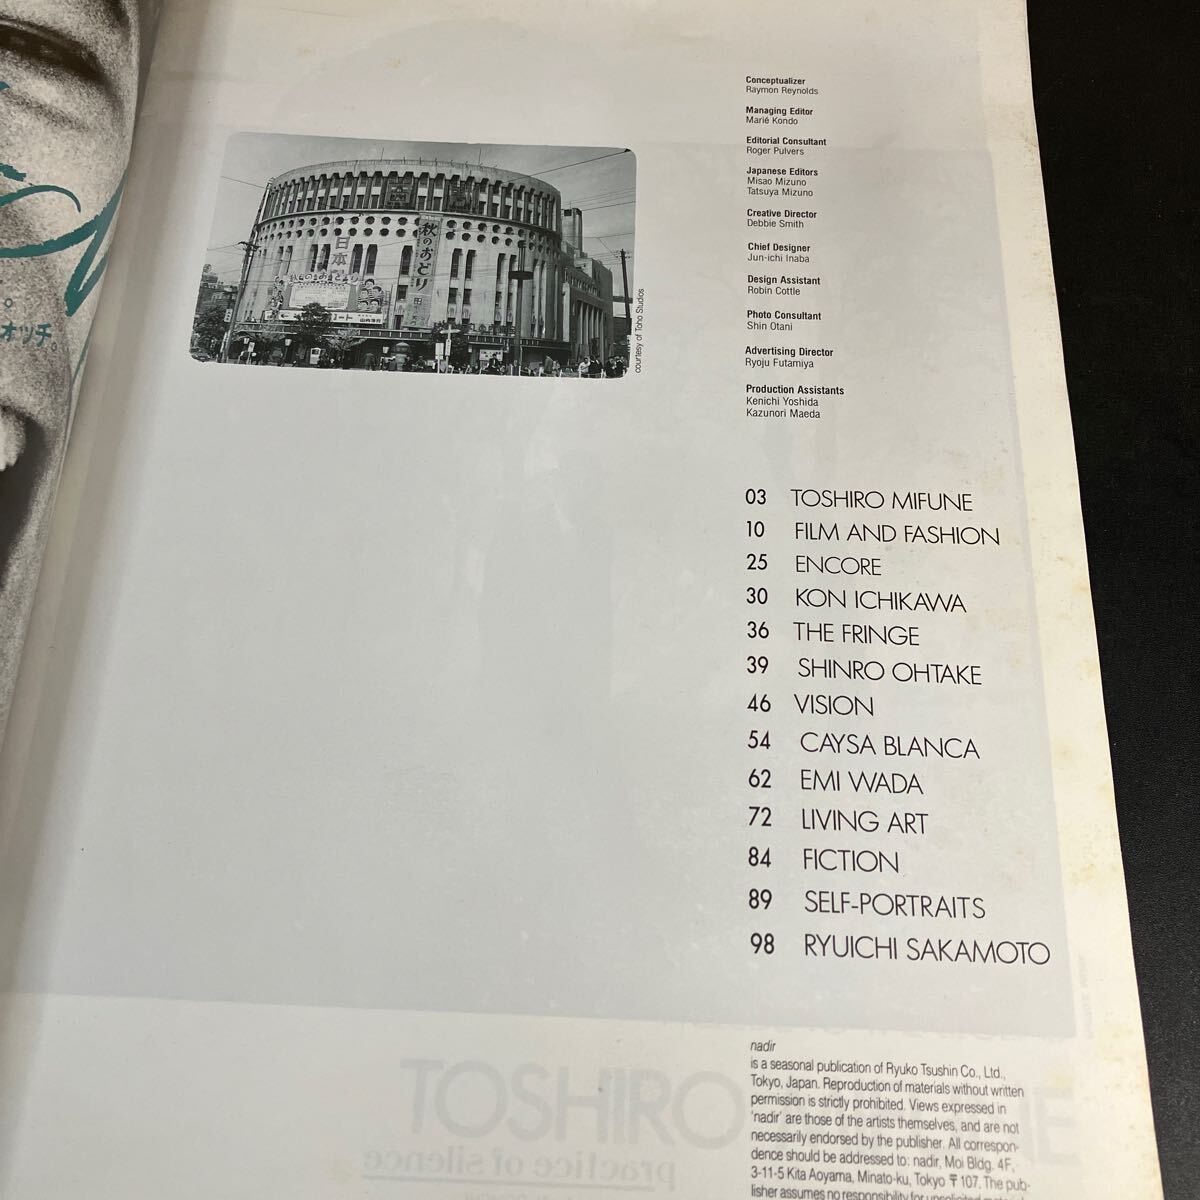 オッチ
秋のおどり
日本
courtesy of Toho Studios
Conceptualizer
Raymon Reynolds
Managing Editor
Marié Kondo
Editorial Consultant
Roger Pulvers
Japanese Editors
Misao Mizuno
Tatsuya Mizuno
Creative Director
Debbie Smith
Chief Designer
Jun-ichi Inaba
Design Assistant
Robin Cottle
Photo Consultant
Shin Otani
Advertising Director
Ryoju Futamiya
Production Assistants
Kenichi Yoshida
Kazunori Maeda
03 TOSHIRO MIFUNE
10 FILM AND FASHION
25 ENCORE
30 KON ICHIKAWA
36 THE FRINGE
39 SHINRO OHTAKE
46 VISION
54 CAYSA BLANCA
62 EMI WADA
72 LIVING ART
84 FICTION
89 SELF-PORTRAITS
98 RYUICHI SAKAMOTO
nadir
is a seasonal publication of Ryuko Tsushin Co., Ltd.,
Tokyo, Japan. Reproduction of materials without written
permission is strictly prohibited. Views expressed in
'nadir' are those of the artists themselves, and are not
necessarily endorsed by the publisher. All correspon-
dence should be addressed to: nadir, Moi Bldg. 4F,
3-11-5 Kita Aoyama, Minato-ku, Tokyo 〒107. The pub-
lisher assumes no responsibility for unsolicited
TOSHIRO
practice of silence